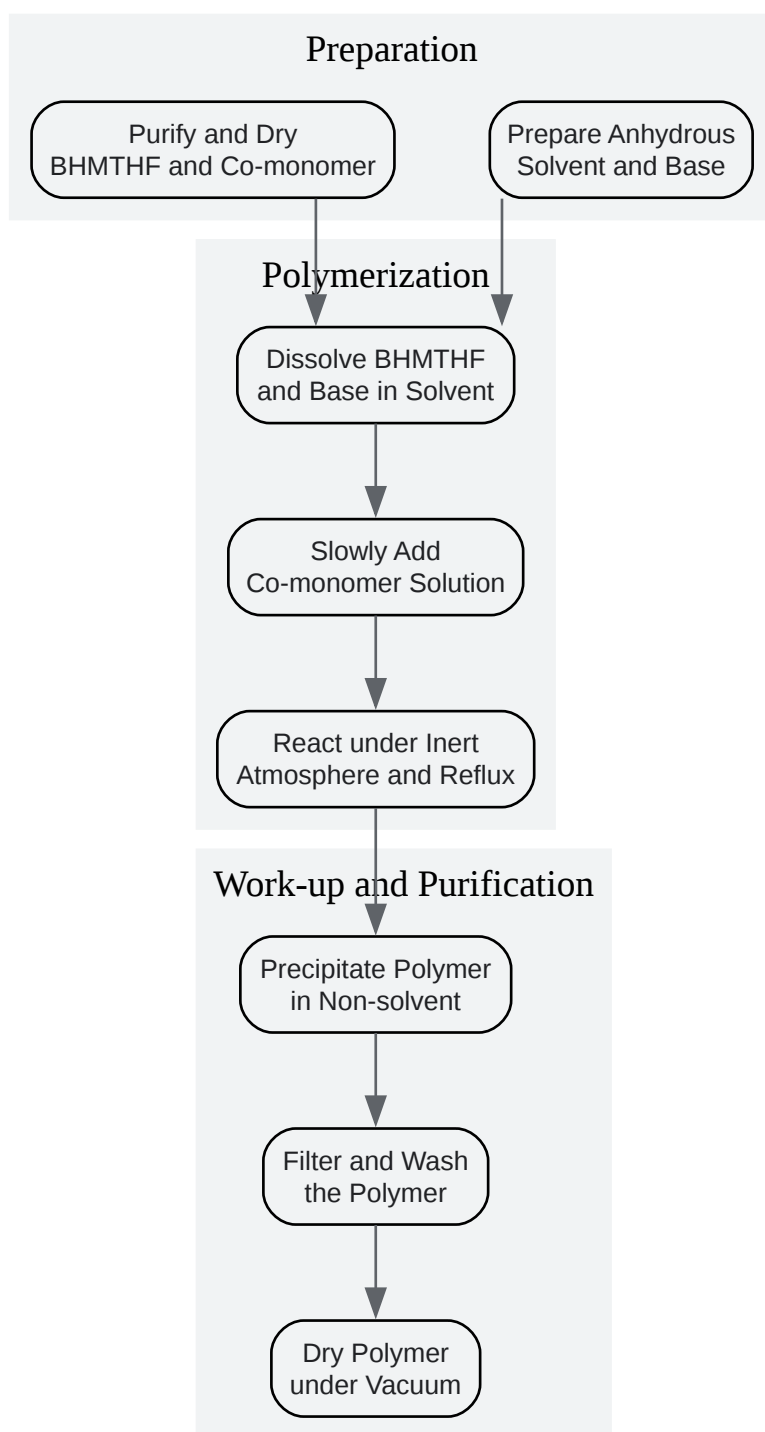 Preparation
Purify and Dry
BHMTHF and Co-monomer
Prepare Anhydrous
Solvent and Base
Polymerization
Dissolve BHMTHF
and Base in Solvent
Slowly Add
Co-monomer Solution
React under Inert
Atmosphere and Reflux
Work-up and Purification
Precipitate Polymer
in Non-solvent
Filter and Wash
the Polymer
Dry Polymer
under Vacuum